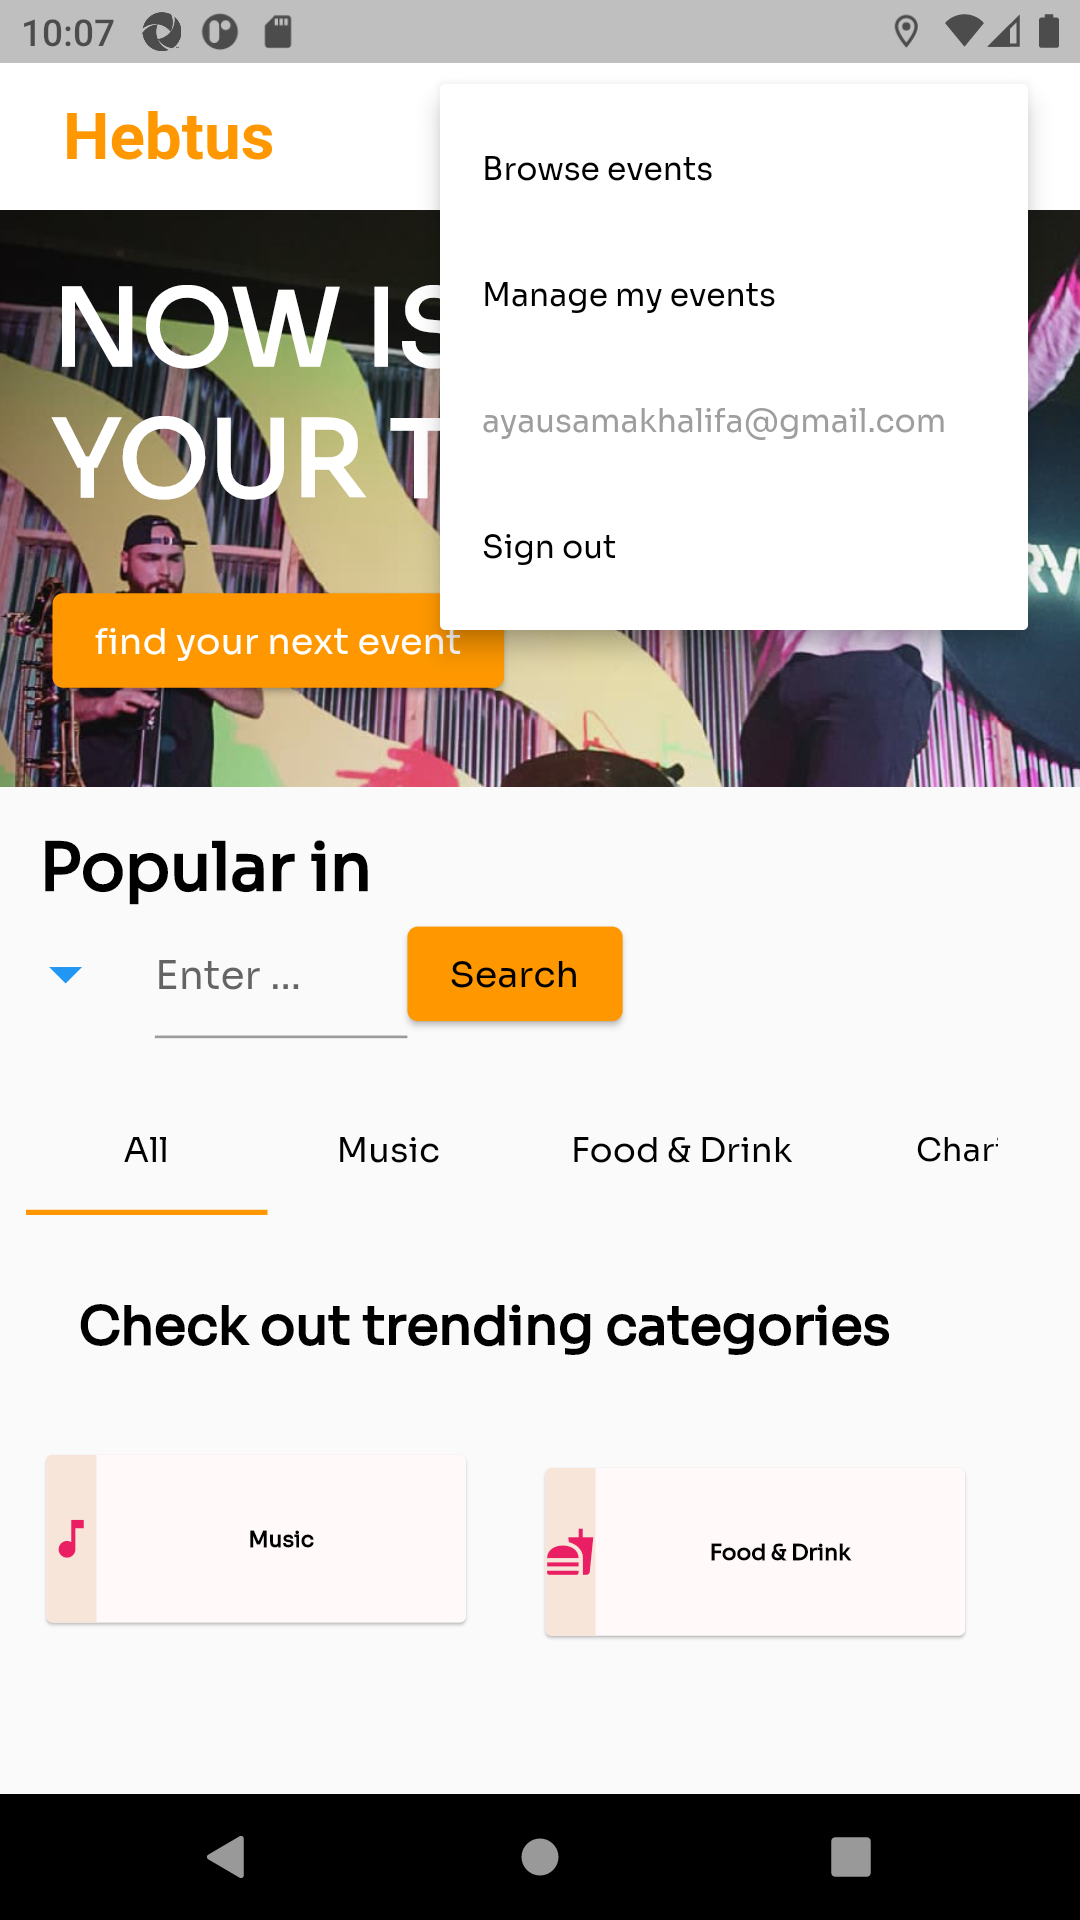 10:07
Hebtus
Browse events
Manage my events
ayausamakhalifa@gmail.com
Sign out
NOW IS
YOUR T
find your next event
Popular in
Enter ...
Search
All
Music
Food & Drink
Char
Check out trending categories
Music
Food & Drink